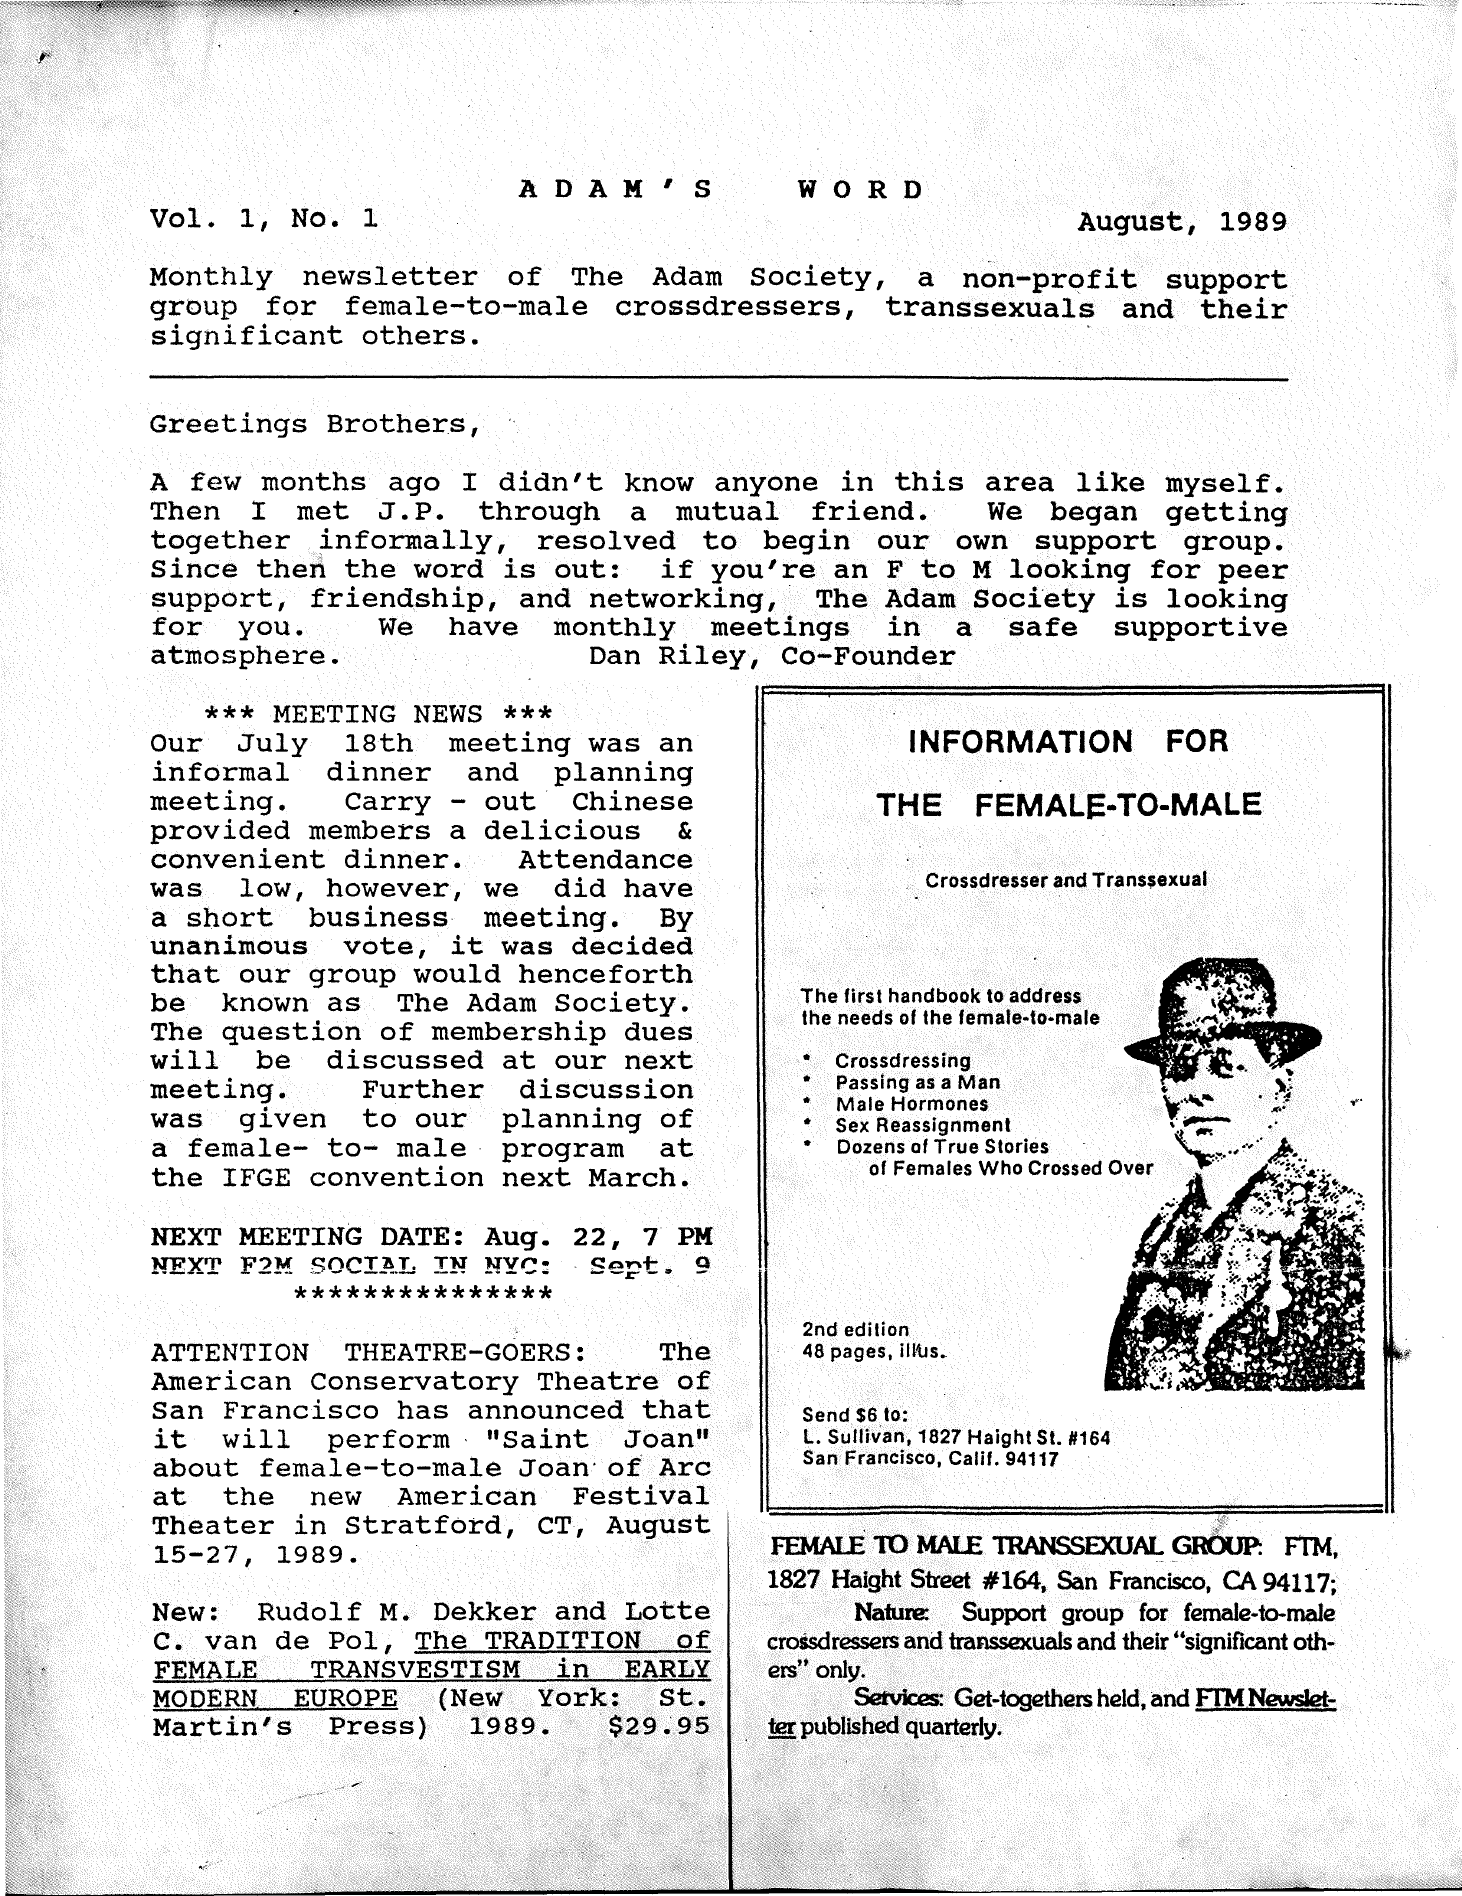 ADAM'S WORD
Vol. 1, No. 1 August, 1989
Monthly newsletter of The Adam Society, a non-profit support
group for female-to-male crossdressers, transsexuals and their
significant others.
Greetings Brothers,
A few months ago I didn't know anyone in this area like myself.
Then I met J.P. through a mutual friend. We began getting
together informally, resolved to begin our own support group.
Since then the word is out: if you're an F to M looking for peer
support, friendship, and networking, The Adam Society is looking
for you. We have monthly meetings in a safe supportive
atmosphere. Dan Riley, Co-Founder
*** MEETING NEWS ***
Our July 18th meeting was an
informal dinner and planning
meeting. Carry - out Chinese
provided members a delicious &
convenient dinner. Attendance
was low, however, we did have
a short business meeting. By
unanimous vote, it was decided
that our group would henceforth
be known as The Adam Society.
The question of membership dues
will be discussed at our next
meeting. Further discussion
was given to our planning of
a female- to- male program at
the IFGE convention next March.
NEXT MEETING DATE: Aug. 22, 7 PM
NEXT F2M SOCIAL IN NYC: Sept. 9
***************
ATTENTION THEATRE-GOERS: The
American Conservatory Theatre of
San Francisco has announced that
it will perform "Saint Joan"
about female-to-male Joan of Arc
at the new American Festival
Theater in Stratford, CT, August
15-27, 1989.
New: Rudolf M. Dekker and Lotte
C. van de Pol, The TRADITION of
FEMALE TRANSVESTISM in EARLY
MODERN EUROPE (New York: St.
Martin's Press) 1989. $29.95
INFORMATION FOR
THE FEMALE-TO-MALE
Crossdresser and Transsexual
The first handbook to address
the needs of the female-to-male
* Crossdressing
* Passing as a Man
* Male Hormones
* Sex Reassignment
* Dozens of True Stories
of Females Who Crossed Over
2nd edition
48 pages, illus.
Send $6 to:
L. Sullivan, 1827 Haight St. #164
San Francisco, Calif. 94117
FEMALE TO MALE TRANSSEXUAL GROUP: FTM,
1827 Haight Street #164, San Francisco, CA 94117;
Nature: Support group for female-to-male
crossdressers and transsexuals and their "significant oth-
ers" only.
Services: Get-togethers held, and FTM Newslet-
ter published quarterly.